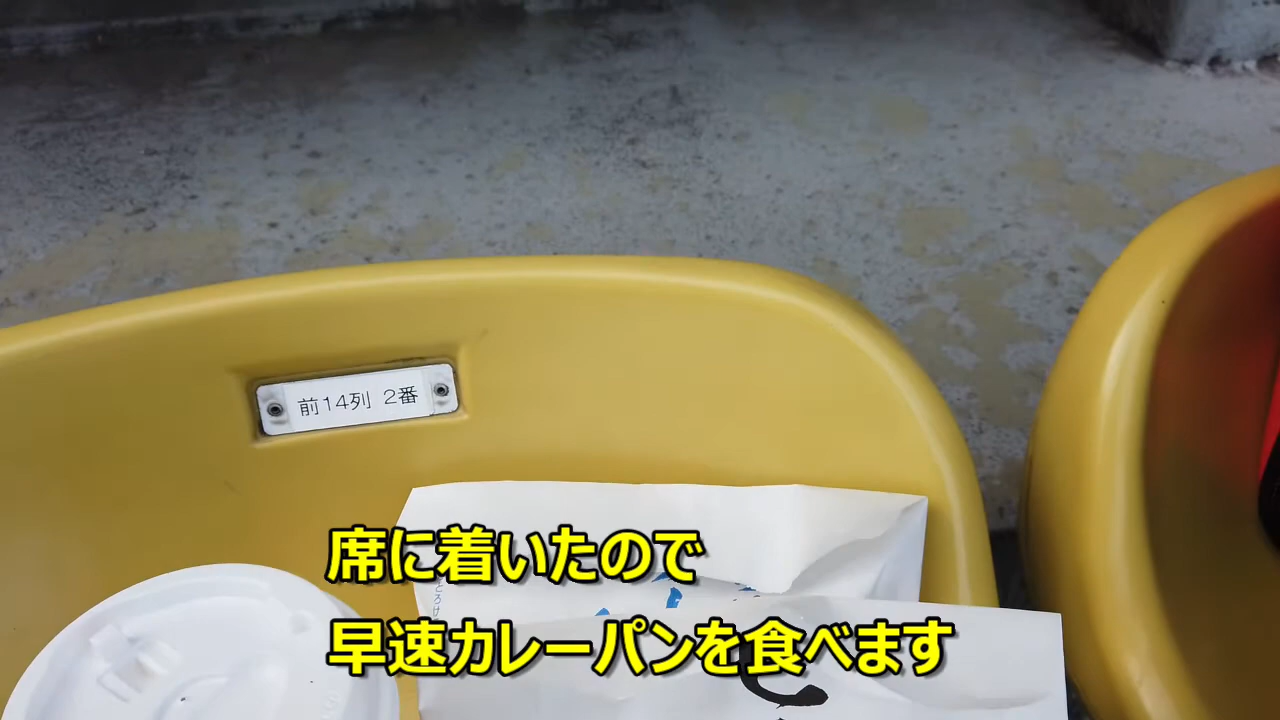 前14列 2番
席に着いたので
早速カレーパンを食べます